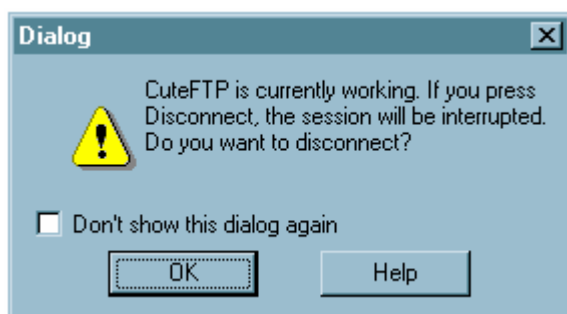 Dialog
CuteFTP is currently working. If you press
Disconnect, the session will be interrupted.
Do you want to disconnect?
Don't show this dialog again
OK
Help